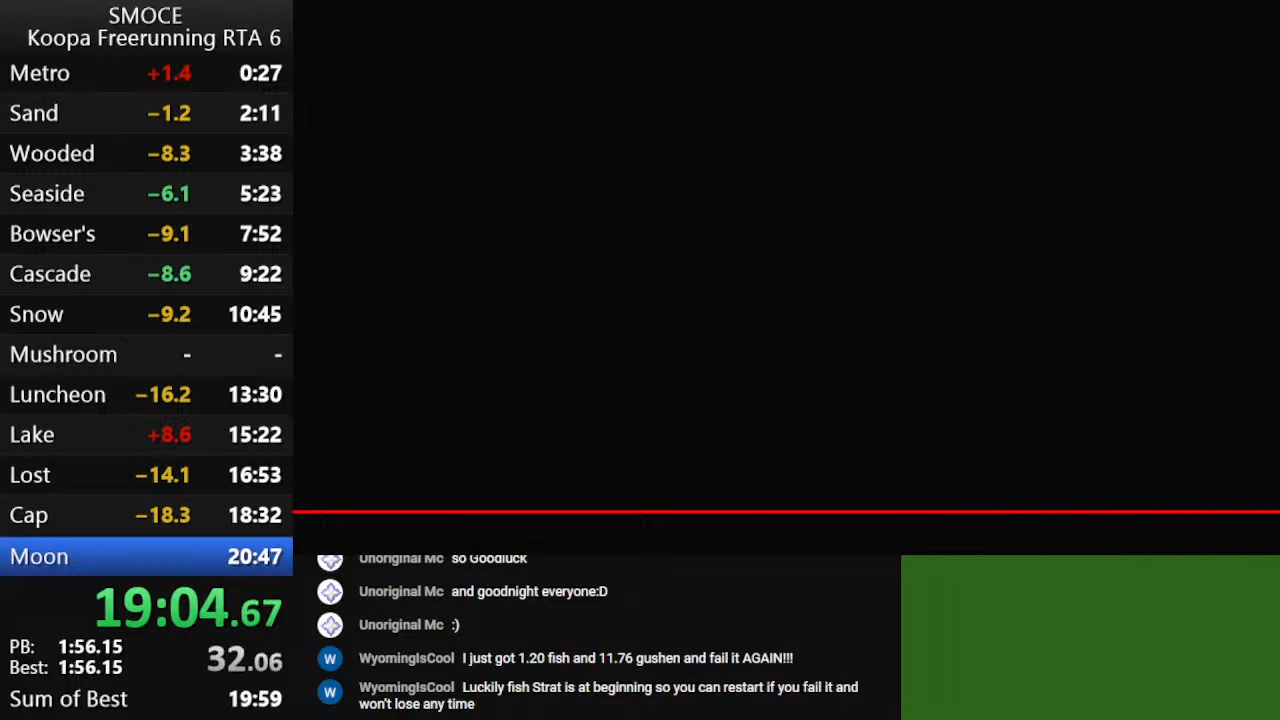 SMOCE
Koopa Freerunning RTA 6
Metro +1.4 0:27
Sand −1.2 2:11
Wooded −8.3 3:38
Seaside −6.1 5:23
Bowser's −9.1 7:52
Cascade −8.6 9:22
Snow −9.2 10:45
Mushroom - -
Luncheon −16.2 13:30
Lake +8.6 15:22
Lost −14.1 16:53
Cap −18.3 18:32
Moon 20:47
19:04.67
PB: 1:56.15
Best: 1:56.15
32.06
Sum of Best 19:59
Unoriginal Mc so Goodluck
Unoriginal Mc and goodnight everyone:D
Unoriginal Mc :)
W WyomingIsCool I just got 1.20 fish and 11.76 gushen and fail it AGAIN!!!
W WyomingIsCool Luckily fish Strat is at beginning so you can restart if you fail it and
won't lose any time